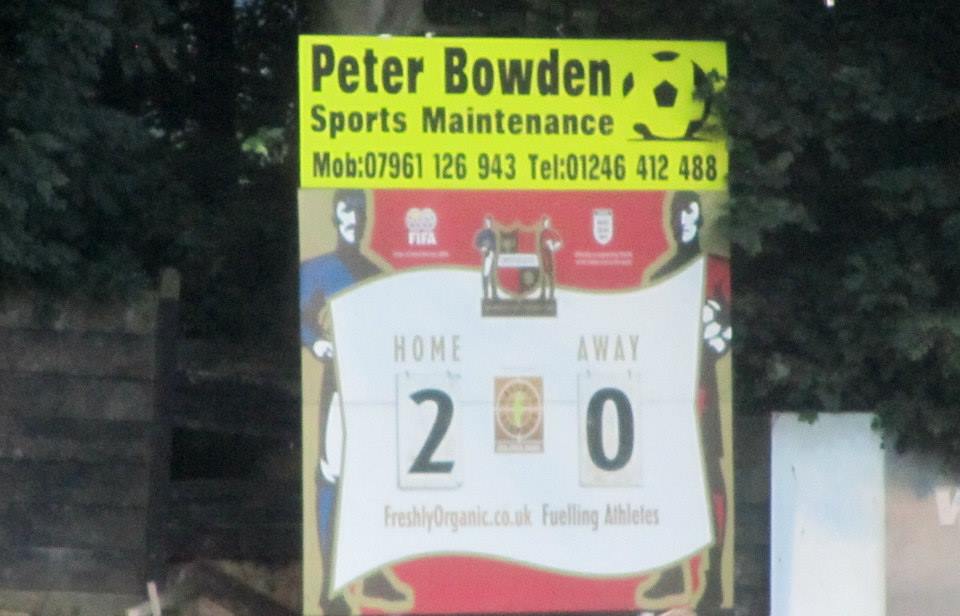 Peter Bowden
Sports Maintenance
Mob:07961 126 943 Tel:01246 412 488
FIFA
HOME AWAY
2 0
FreshlyOrganic.co.uk Fuelling Athletes